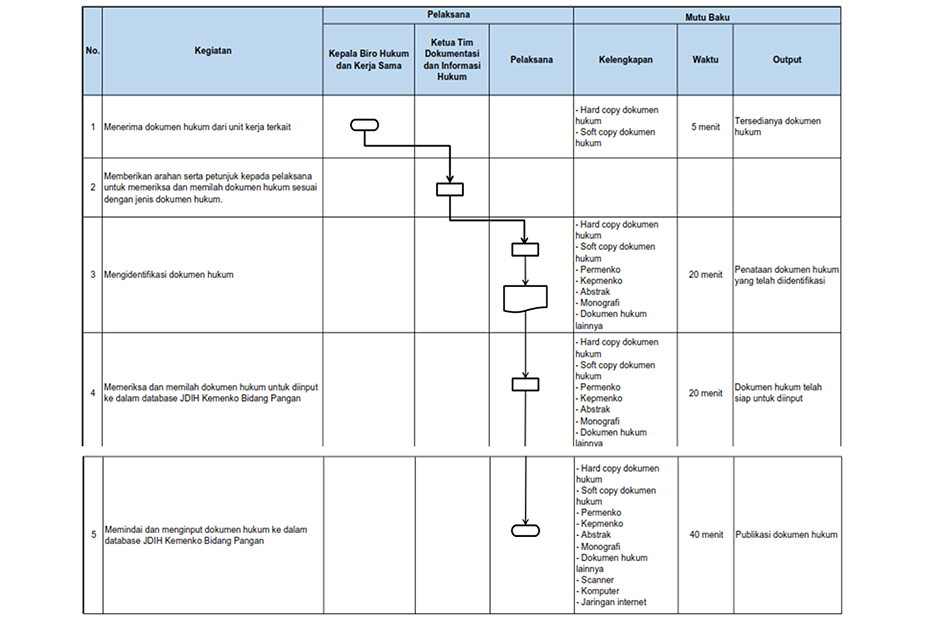 No.
Kegiatan
Pelaksana
Mutu Baku
Kepala Biro Hukum
dan Kerja Sama
Ketua Tim
Dokumentasi
dan Informasi
Hukum
Pelaksana
Kelengkapan
Waktu
Output
1
Menerima dokumen hukum dari unit kerja terkait
- Hard copy dokumen
hukum
- Soft copy dokumen
hukum
5 menit
Tersedianya dokumen
hukum
2
Memberikan arahan serta petunjuk kepada pelaksana
untuk memeriksa dan memilah dokumen hukum sesuai
dengan jenis dokumen hukum.
3
Mengidentifikasi dokumen hukum
- Hard copy dokumen
hukum
- Soft copy dokumen
hukum
- Permenko
- Kepmenko
- Abstrak
- Monografi
- Dokumen hukum
lainnya
20 menit
Penataan dokumen hukum
yang telah diidentifikasi
4
Memeriksa dan memilah dokumen hukum untuk diinput
ke dalam database JDIH Kemenko Bidang Pangan
- Hard copy dokumen
hukum
- Soft copy dokumen
hukum
- Permenko
- Kepmenko
- Abstrak
- Monografi
- Dokumen hukum
lainnya
20 menit
Dokumen hukum telah
siap untuk diinput
5
Memindai dan menginput dokumen hukum ke dalam
database JDIH Kemenko Bidang Pangan
- Hard copy dokumen
hukum
- Soft copy dokumen
hukum
- Permenko
- Kepmenko
- Abstrak
- Monografi
- Dokumen hukum
lainnya
- Scanner
- Komputer
- Jaringan internet
40 menit
Publikasi dokumen hukum